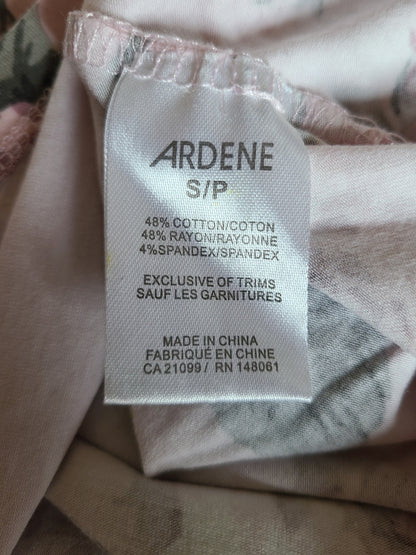 ARDENE
S/P
48% COTTON/COTON
48% RAYON/RAYONNE
4%SPANDEX/SPANDEX
EXCLUSIVE OF TRIMS
SAUF LES GARNITURES
MADE IN CHINA
FABRIQUÉ EN CHINE
CA 21099/ RN 148061